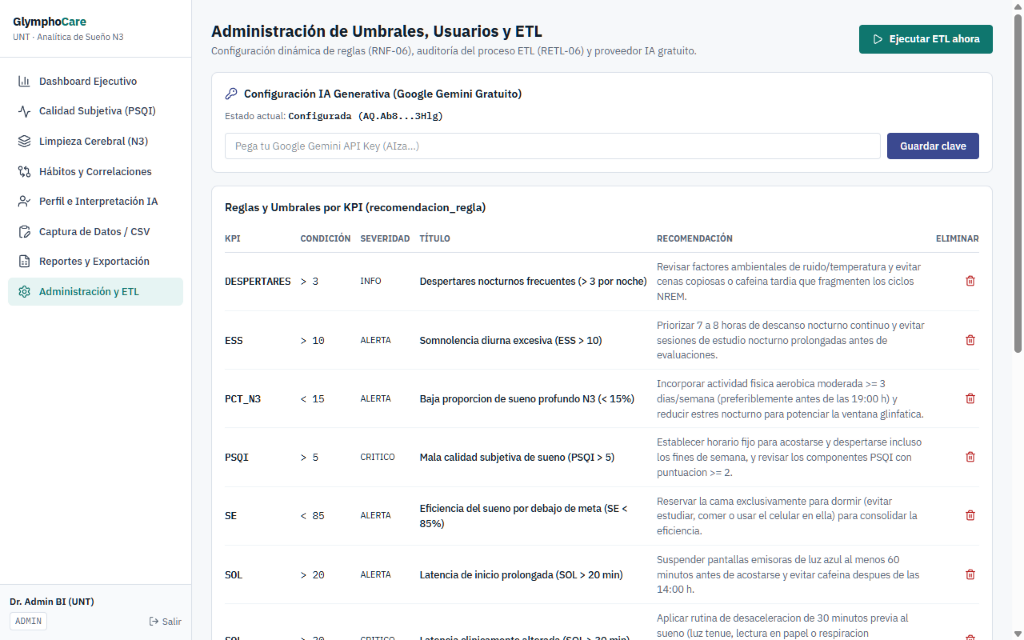 GlymphoCare
UNT · Analítica de Sueño N3
Dashboard Ejecutivo
Calidad Subjetiva (PSQI)
Limpieza Cerebral (N3)
Hábitos y Correlaciones
Perfil e Interpretación IA
Captura de Datos / CSV
Reportes y Exportación
Administración y ETL
Dr. Admin BI (UNT)
ADMIN
Salir
Administración de Umbrales, Usuarios y ETL
Configuración dinámica de reglas (RNF-06), auditoría del proceso ETL (RETL-06) y proveedor IA gratuito.
Ejecutar ETL ahora
Configuración IA Generativa (Google Gemini Gratuito)
Estado actual: Configurada (AQ.Ab8...3Hlg)
Pega tu Google Gemini API Key (AIza...)
Guardar clave
Reglas y Umbrales por KPI (recomendacion_regla)
KPI CONDICIÓN SEVERIDAD TÍTULO RECOMENDACIÓN ELIMINAR
DESPERTARES > 3 INFO Despertares nocturnos frecuentes (> 3 por noche)
Revisar factores ambientales de ruido/temperatura y evitar
cenas copiosas o cafeina tardia que fragmenten los ciclos
NREM.
ESS > 10 ALERTA Somnolencia diurna excesiva (ESS > 10)
Priorizar 7 a 8 horas de descanso nocturno continuo y evitar
sesiones de estudio nocturno prolongadas antes de
evaluaciones.
PCT_N3 < 15 ALERTA Baja proporcion de sueno profundo N3 (< 15%)
Incorporar actividad fisica aerobica moderada >= 3
dias/semana (preferiblemente antes de las 19:00 h) y
reducir estres nocturno para potenciar la ventana glinfatica.
PSQI > 5 CRITICO Mala calidad subjetiva de sueno (PSQI > 5)
Establecer horario fijo para acostarse y despertarse incluso
los fines de semana, y revisar los componentes PSQI con
puntuacion >= 2.
SE < 85 ALERTA Eficiencia del sueno por debajo de meta (SE <
85%)
Reservar la cama exclusivamente para dormir (evitar
estudiar, comer o usar el celular en ella) para consolidar la
eficiencia.
SOL > 20 ALERTA Latencia de inicio prolongada (SOL > 20 min)
Suspender pantallas emisoras de luz azul al menos 60
minutos antes de acostarse y evitar cafeina despues de las
14:00 h.
SOL > 30 CRITICO Latencia clinicamente alterada (SOL > 30 min)
Aplicar rutina de desaceleracion de 30 minutos previa al
sueno (luz tenue, lectura en papel o respiracion